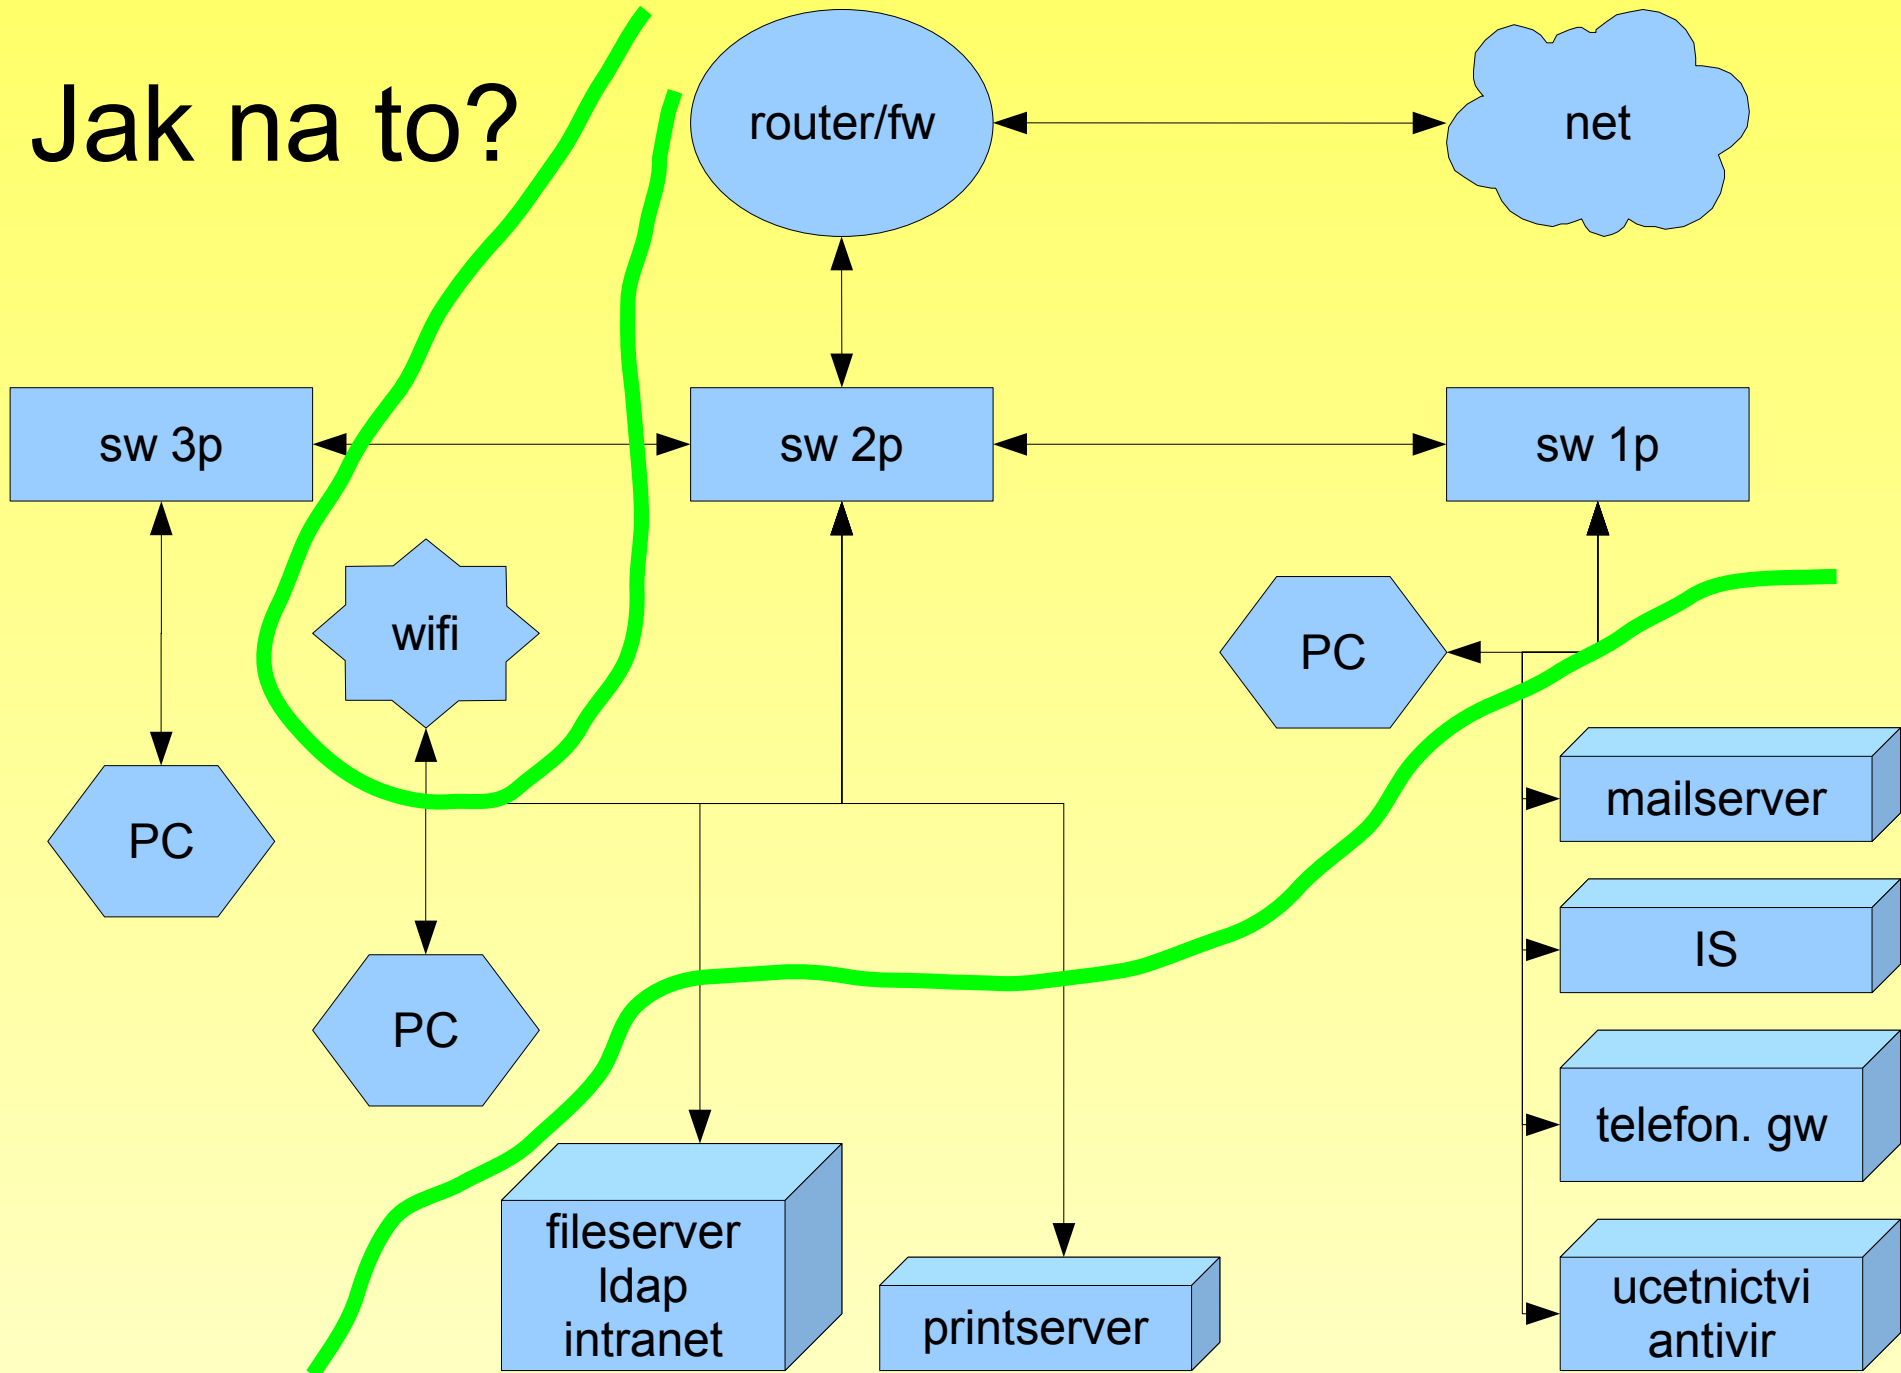 Jak na to?
router/fw
net
sw 3p
sw 2p
sw 1p
wifi
PC
PC
PC
mailserver
IS
telefon. gw
fileserver
ldap
intranet
printserver
ucetnictvi
antivir